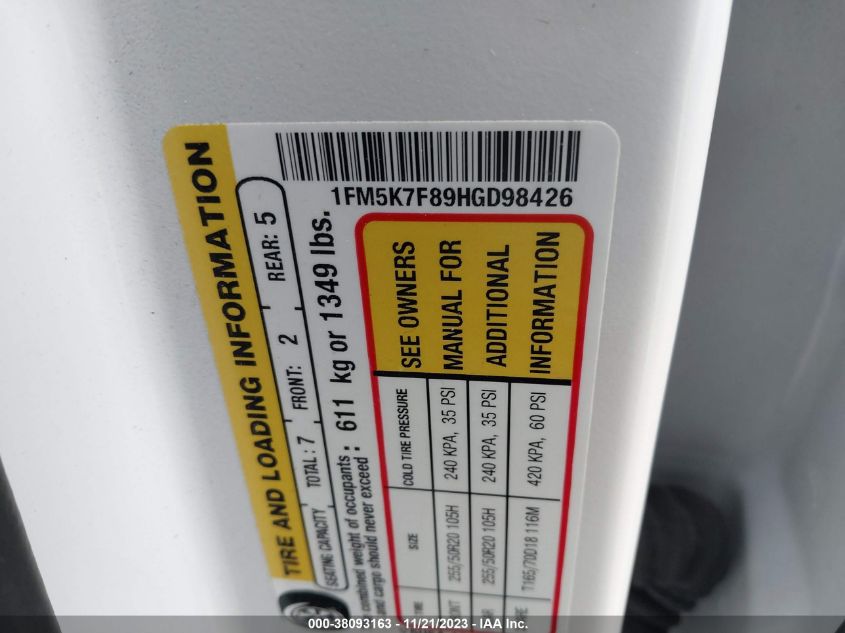 1FM5K7F89HGD98426
TIRE AND LOADING INFORMATION
SEATING CAPACITY TOTAL: 7 FRONT: 2 REAR: 5
combined weight of occupants
and cargo should never exceed: 611 kg or 1349 lbs.
SIZE COLD TIRE PRESSURE SEE OWNERS
255/50R20 105H 240 KPA, 35 PSI MANUAL FOR
255/50R20 105H 240 KPA, 35 PSI ADDITIONAL
T165/70D18 116M 420 KPA, 60 PSI INFORMATION
000-38093163 - 11/21/2023 - IAA Inc.